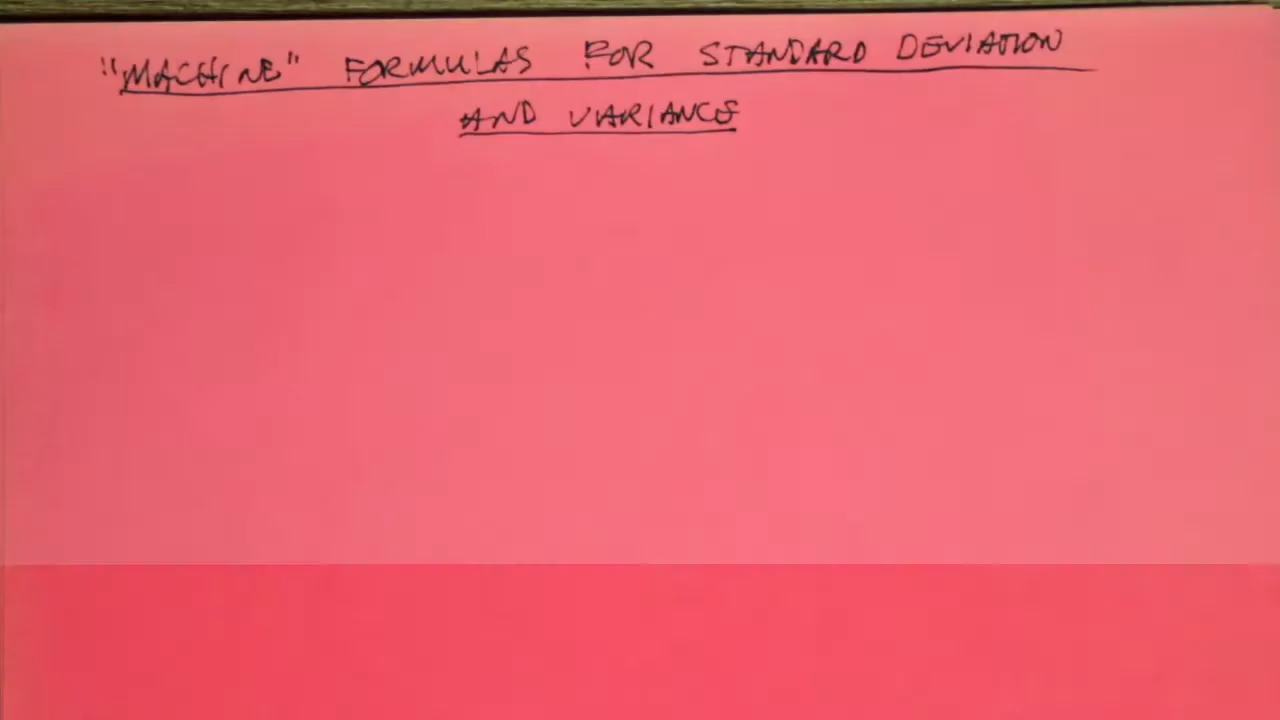 "MACHINE" FORMULAS FOR STANDARD DEVIATION
AND VARIANCE